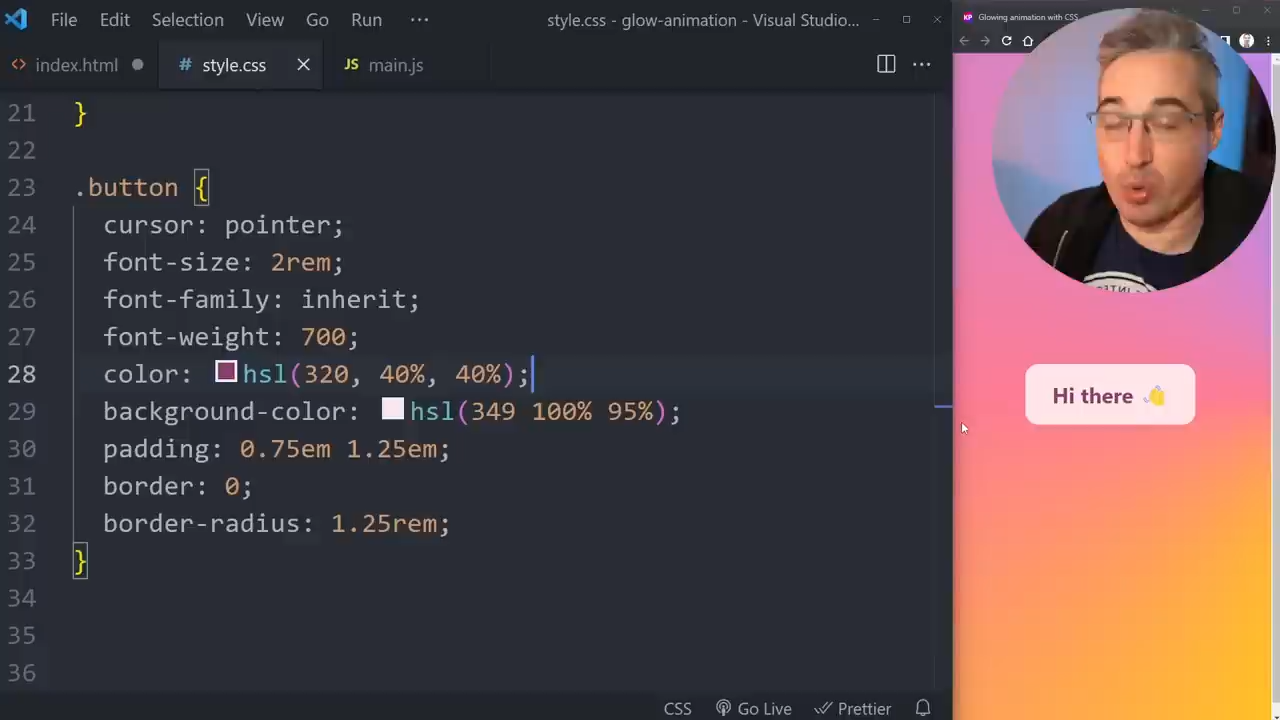 File Edit Selection View Go Run ··· style.css - glow-animation - Visual Studio...
index.html # style.css JS main.js
KP Glowing animation with CSS
21 }
22
23 .button {
24 cursor: pointer;
25 font-size: 2rem;
26 font-family: inherit;
27 font-weight: 700;
28 color: hsl(320, 40%, 40%);
29 background-color: hsl(349 100% 95%);
30 padding: 0.75em 1.25em;
31 border: 0;
32 border-radius: 1.25rem;
33 }
34
35
36
CSS Go Live Prettier
Hi there 👋